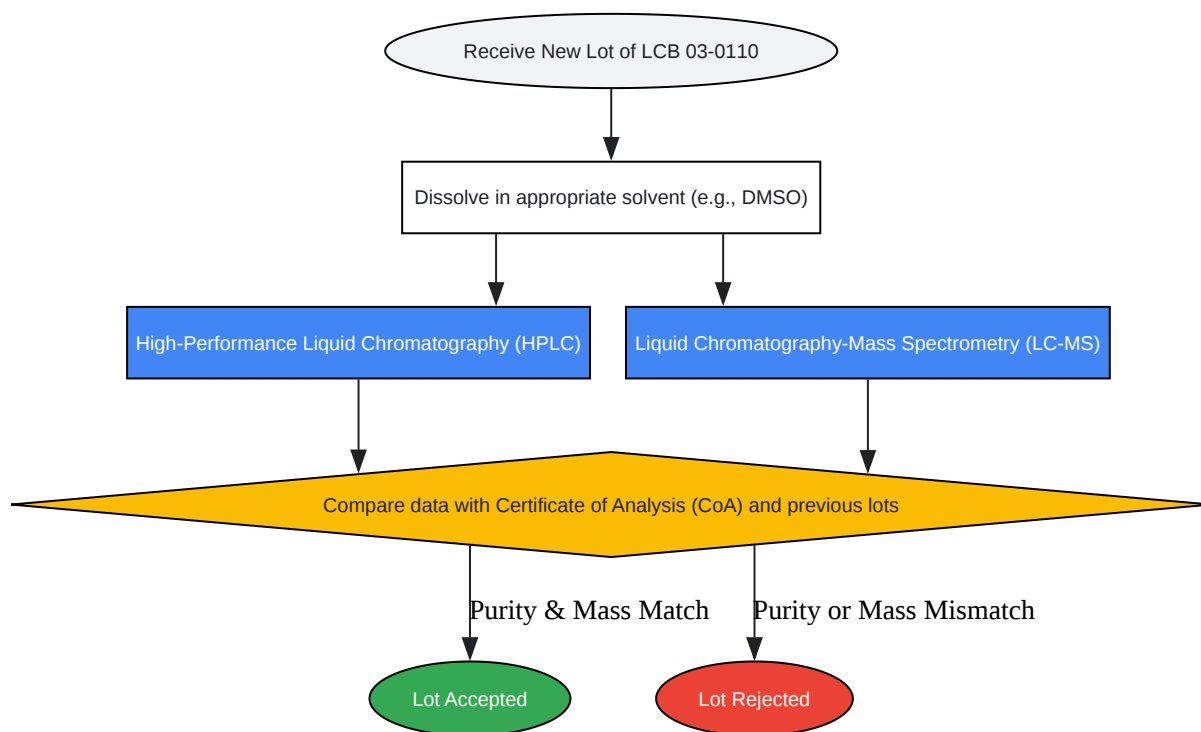 Receive New Lot of LCB 03-0110
Dissolve in appropriate solvent (e.g., DMSO)
High-Performance Liquid Chromatography (HPLC)
Liquid Chromatography-Mass Spectrometry (LC-MS)
Compare data with Certificate of Analysis (CoA) and previous lots
Purity & Mass Match
Purity or Mass Mismatch
Lot Accepted
Lot Rejected